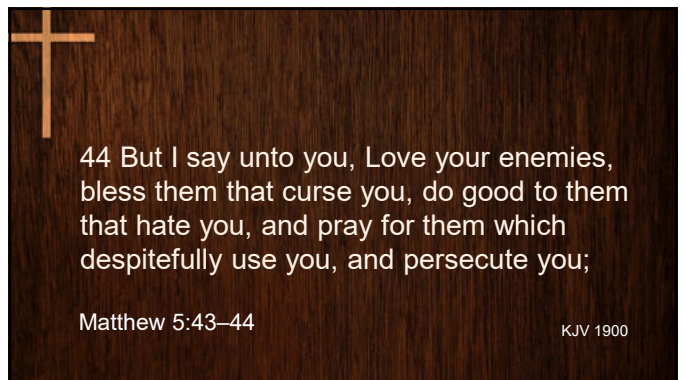 44 But I say unto you, Love your enemies,
bless them that curse you, do good to them
that hate you, and pray for them which
despitefully use you, and persecute you;
Matthew 5:43–44
KJV 1900